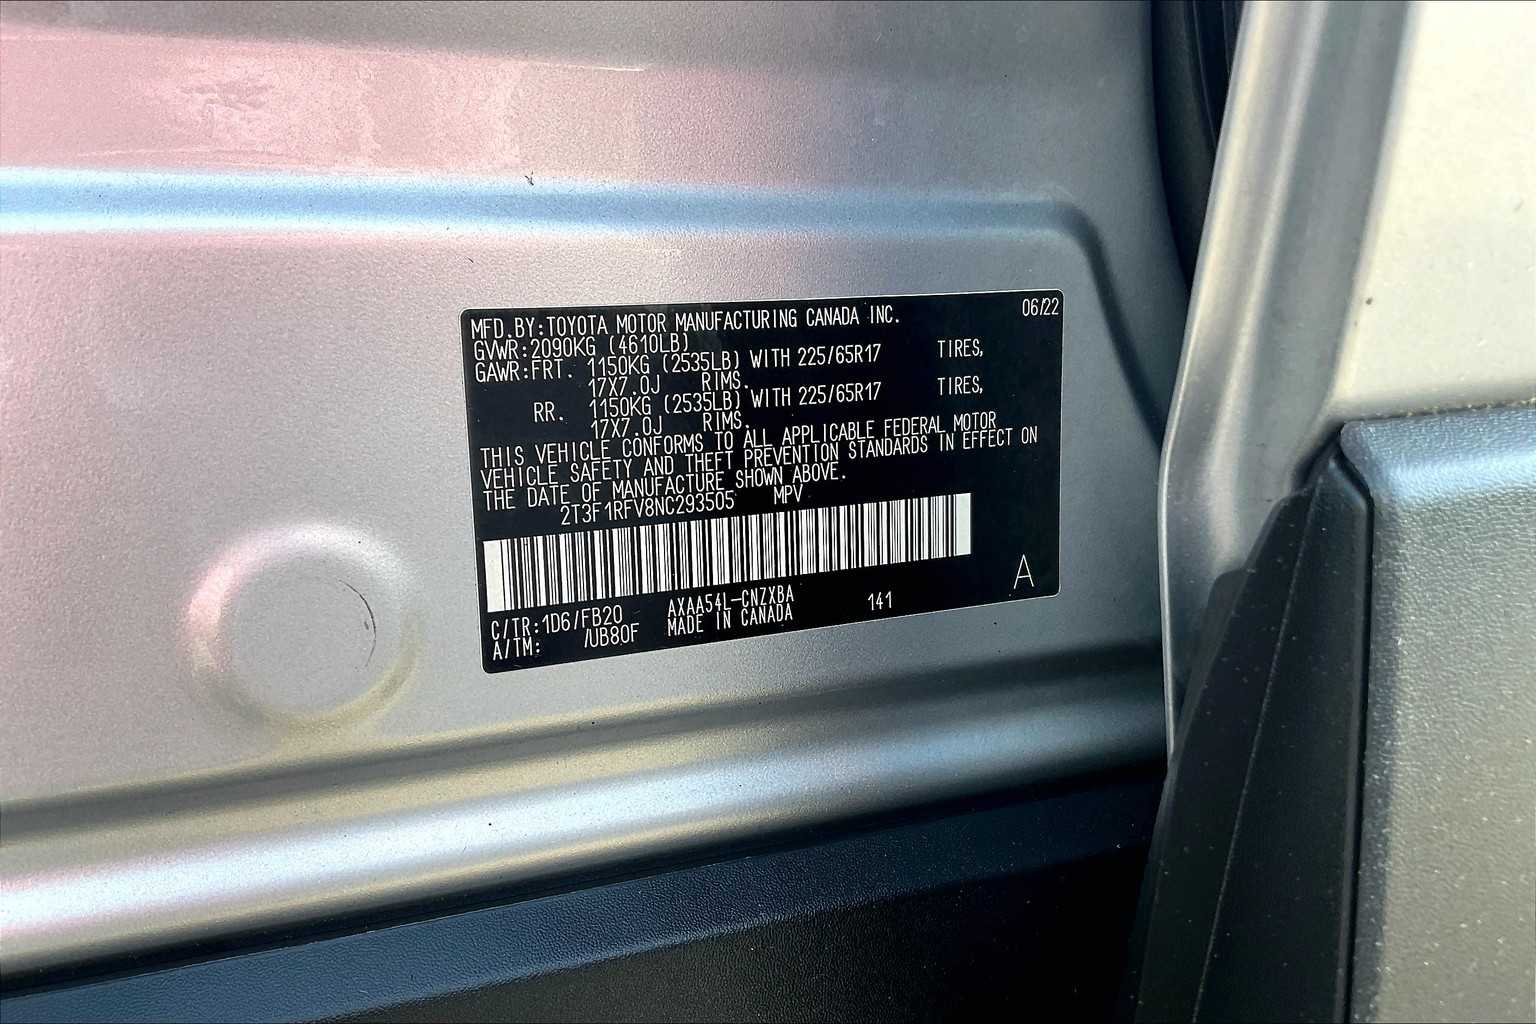 06/22
MFD.BY:TOYOTA MOTOR MANUFACTURING CANADA INC.
GVWR:2090KG (4610LB)
GAWR:FRT. 1150KG (2535LB) WITH 225/65R17 TIRES,
17X7.0J RIMS.
RR. 1150KG (2535LB) WITH 225/65R17 TIRES,
17X7.0J RIMS.
THIS VEHICLE CONFORMS TO ALL APPLICABLE FEDERAL MOTOR
VEHICLE SAFETY AND THEFT PREVENTION STANDARDS IN EFFECT ON
THE DATE OF MANUFACTURE SHOWN ABOVE.
2T3F1RFV8NC293505 MPV
A
C/TR:1D6/FB20 AXAA54L-CNZXBA 141
A/TM: /UB80F MADE IN CANADA